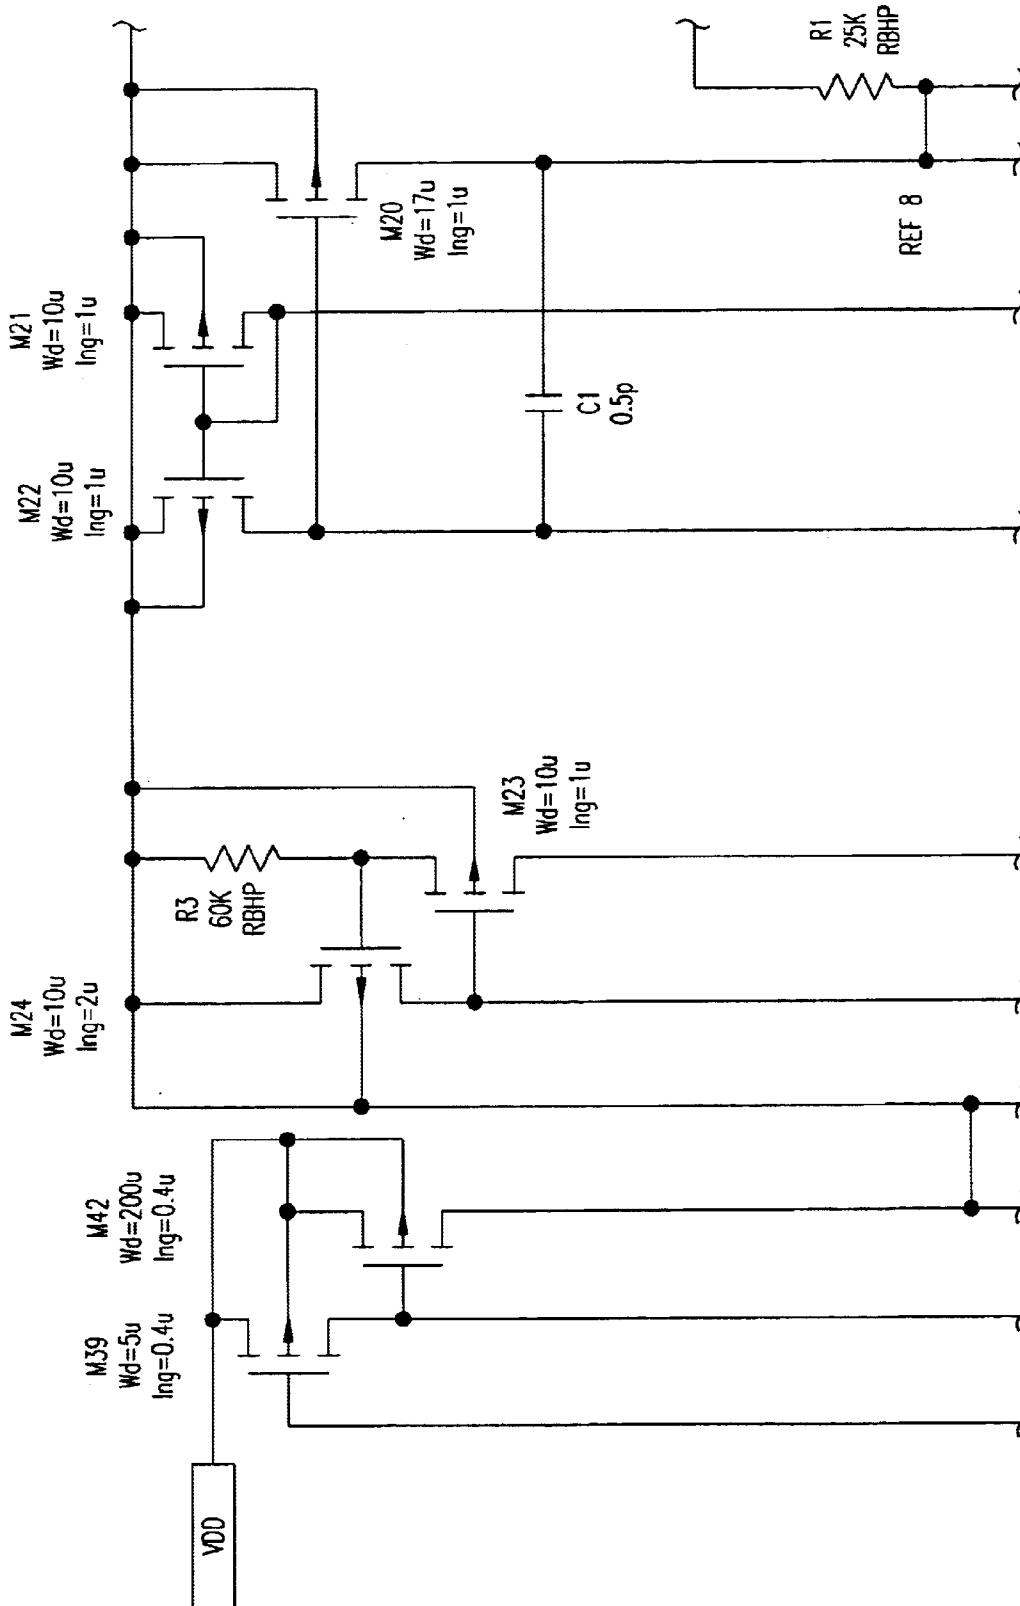 VDD
M39
Wd=5u
lng=0.4u
M42
Wd=200u
lng=0.4u
M24
Wd=10u
lng=2u
R3
60K
RBHP
M23
Wd=10u
lng=1u
M22
Wd=10u
lng=1u
M21
Wd=10u
lng=1u
C1
0.5p
M20
Wd=17u
lng=1u
REF 8
R1
25K
RBHP